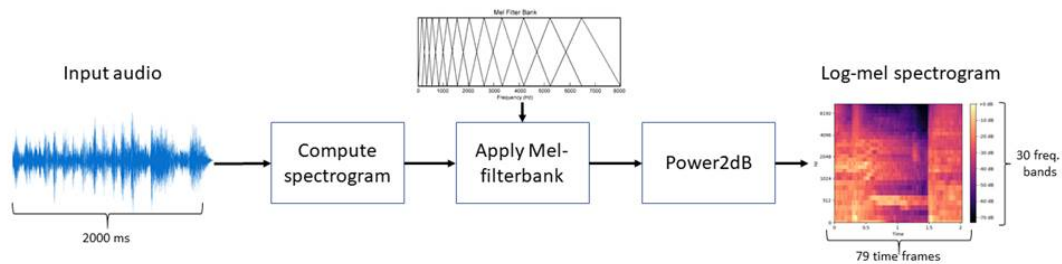 Input audio
2000 ms
Compute
spectrogram
Mel Filter Bank
0 1000 2000 3000 4000 5000 6000 7000 8000
Frequency (Hz)
Apply Mel-
filterbank
Power2dB
Log-mel spectrogram
8192
4096
2048
1024
512
0
Hz
0 0.5 1 1.5 2
Time
+0 dB
-10 dB
-20 dB
-30 dB
-40 dB
-50 dB
-60 dB
-70 dB
30 freq.
bands
79 time frames